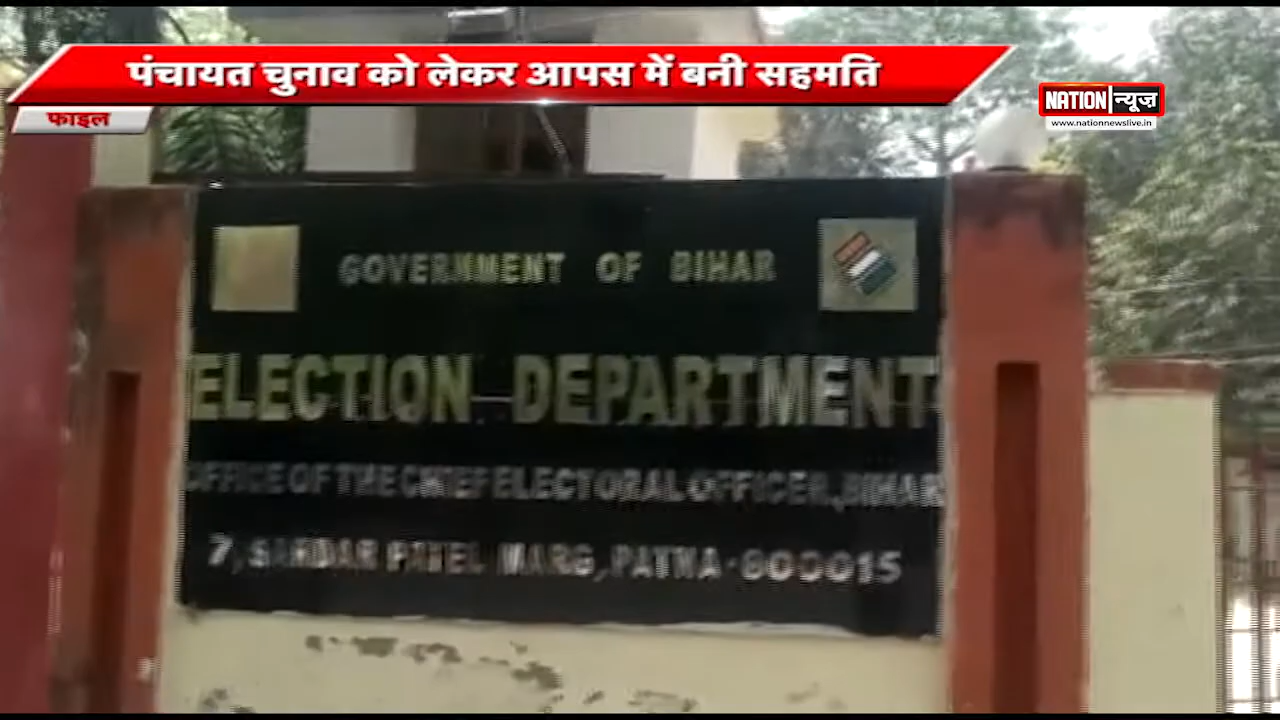 पंचायत चुनाव को लेकर आपस में बनी सहमति
फाइल
NATION न्यूज़
www.nationnewslive.in
GOVERNMENT OF BIHAR
ELECTION DEPARTMENT
OFFICE OF THE CHIEF ELECTORAL OFFICER, BIHAR
7, SARDAR PATEL MARG, PATNA-800015